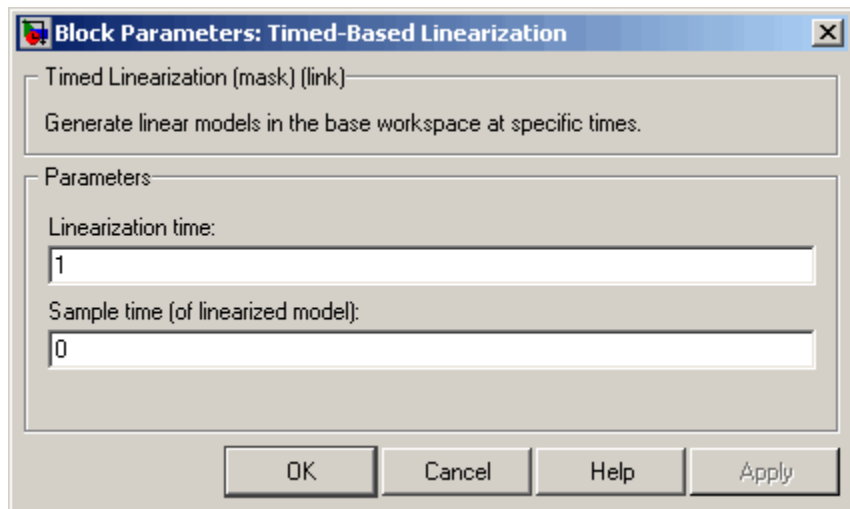 Block Parameters: Timed-Based Linearization
Timed Linearization (mask) (link)
Generate linear models in the base workspace at specific times.
Parameters
Linearization time:
1
Sample time (of linearized model):
0
OK Cancel Help Apply